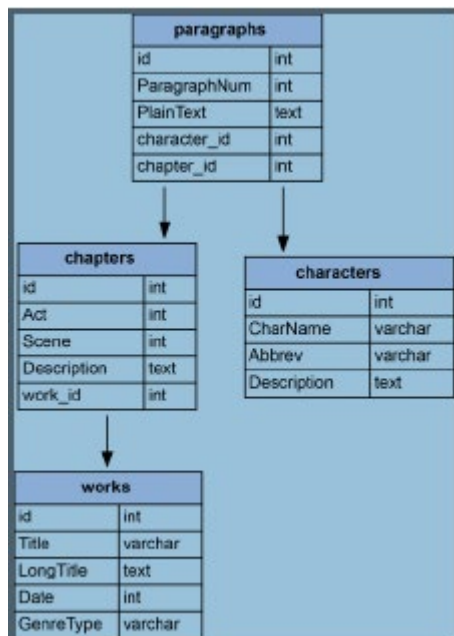 paragraphs
id int
ParagraphNum int
PlainText text
character_id int
chapter_id int
chapters
id int
Act int
Scene int
Description text
work_id int
characters
id int
CharName varchar
Abbrev varchar
Description text
works
id int
Title varchar
LongTitle text
Date int
GenreType varchar